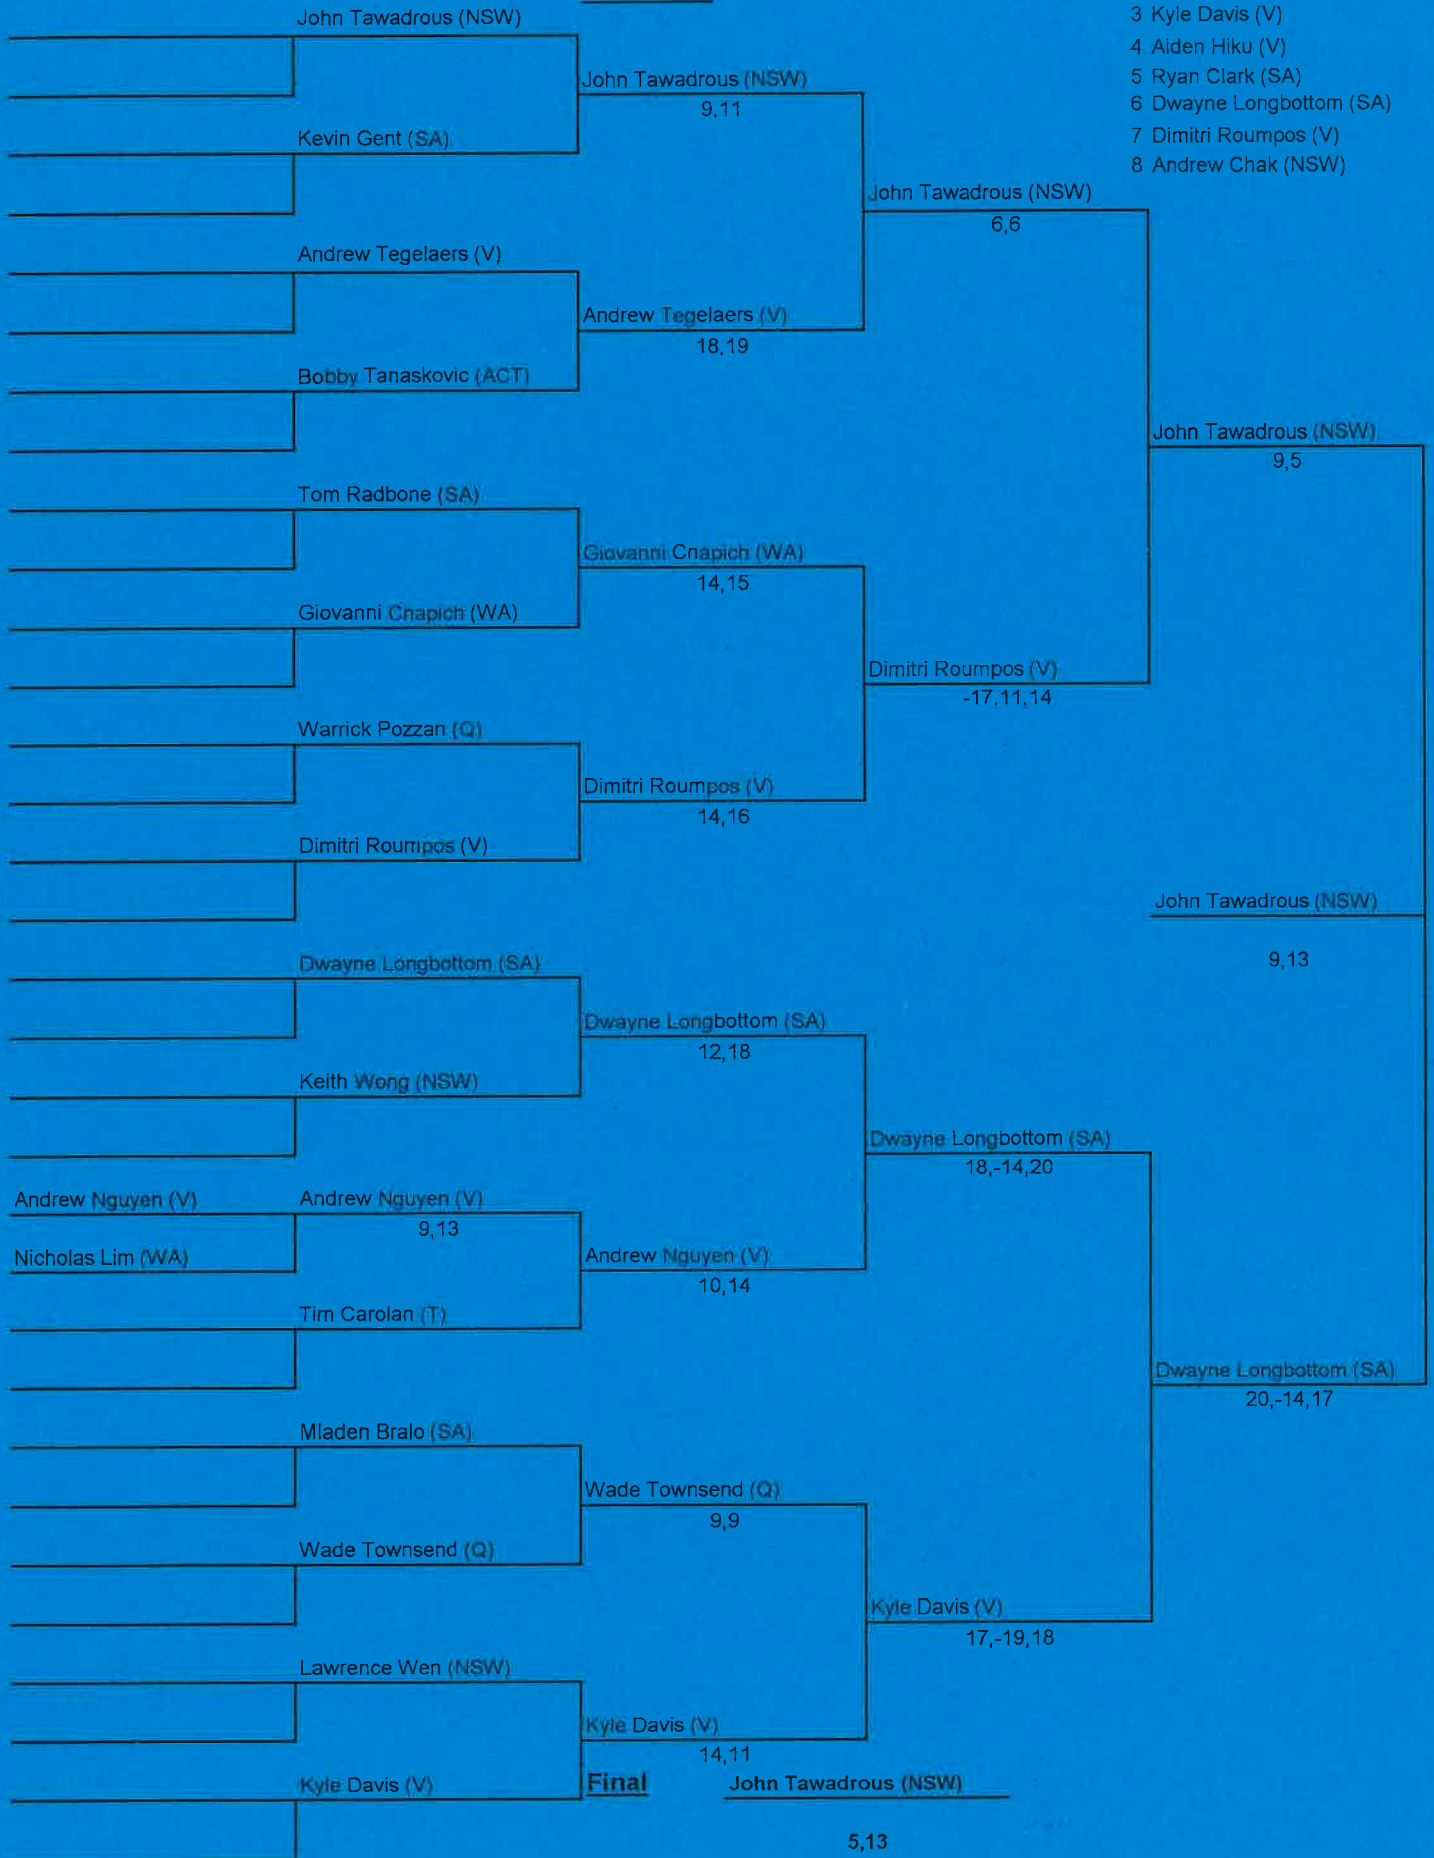 3 Kyle Davis (V)
4 Aiden Hiku (V)
5 Ryan Clark (SA)
6 Dwayne Longbottom (SA)
7 Dimitri Roumpos (V)
8 Andrew Chak (NSW)
John Tawadrous (NSW)
John Tawadrous (NSW)
9,11
Kevin Gent (SA)
John Tawadrous (NSW)
6,6
Andrew Tegelaers (V)
Andrew Tegelaers (V)
18,19
Bobby Tanaskovic (ACT)
John Tawadrous (NSW)
9,5
Tom Radbone (SA)
Giovanni Cnapich (WA)
14,15
Giovanni Cnapich (WA)
Dimitri Roumpos (V)
-17,11,14
Warrick Pozzan (Q)
Dimitri Roumpos (V)
14,16
Dimitri Roumpos (V)
John Tawadrous (NSW)
9,13
Dwayne Longbottom (SA)
Dwayne Longbottom (SA)
12,18
Keith Wong (NSW)
Dwayne Longbottom (SA)
18,-14,20
Andrew Nguyen (V)
Andrew Nguyen (V)
9,13
Nicholas Lim (WA)
Andrew Nguyen (V)
10,14
Tim Carolan (T)
Dwayne Longbottom (SA)
20,-14,17
Mladen Bralo (SA)
Wade Townsend (Q)
9,9
Wade Townsend (Q)
Kyle Davis (V)
17,-19,18
Lawrence Wen (NSW)
Kyle Davis (V)
14,11
Kyle Davis (V)
Final
John Tawadrous (NSW)
5,13